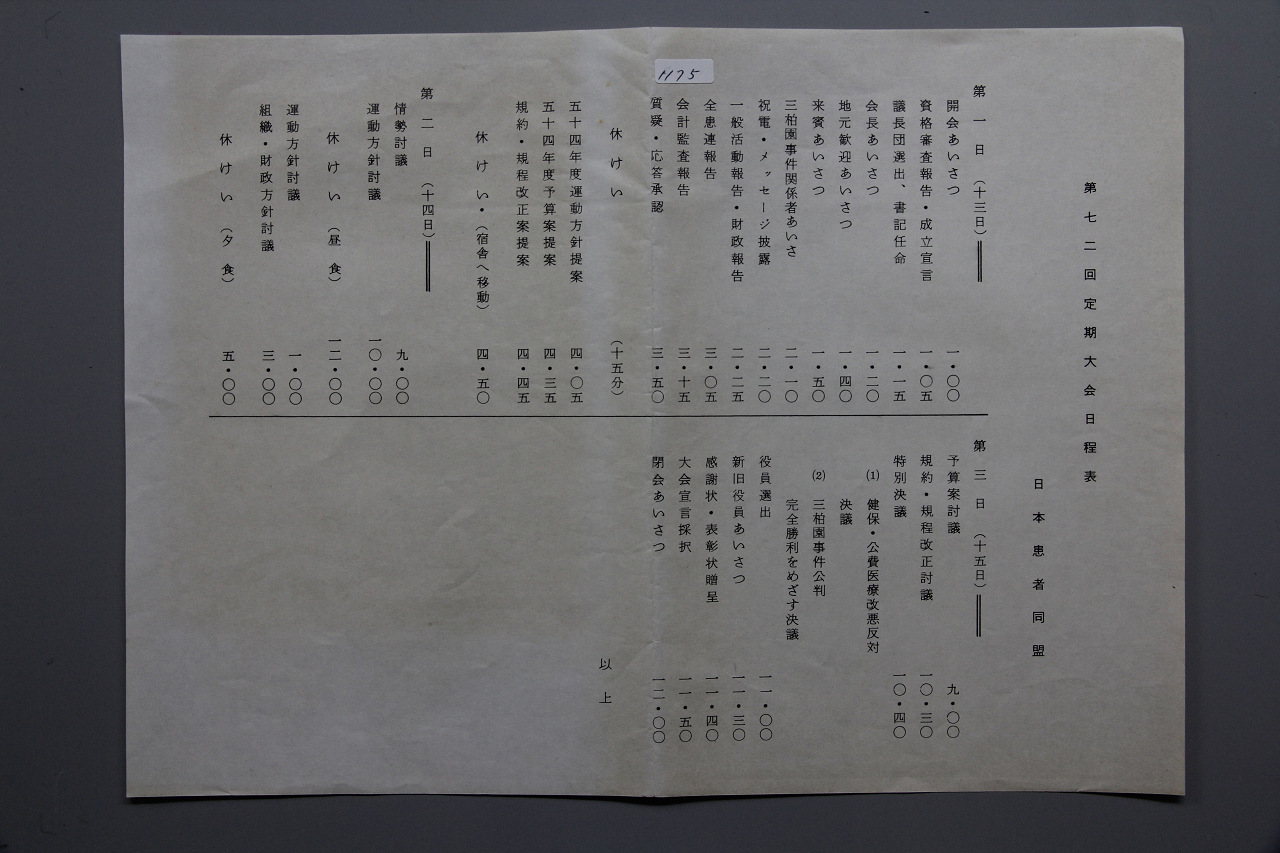 H75
第七二回定期大会日程表
日本患者同盟
第一日（十三日）
開会あいさつ 一・〇〇
資格審査報告・成立宣言 一・〇五
議長団選出、書記任命 一・一五
会長あいさつ 一・二〇
地元歓迎あいさつ 一・四〇
来賓あいさつ 一・五〇
三柏園事件関係者あいさ 二・一〇
祝電・メッセージ披露 二・二〇
一般活動報告・財政報告 二・二五
全患連報告 三・〇五
会計監査報告 三・十五
質疑・応答承認 三・五〇
休けい （十五分）
五十四年度運動方針提案 四・〇五
五十四年度予算案提案 四・三五
規約・規程改正案提案 四・四五
休けい・（宿舎へ移動） 四・五〇
第二日（十四日）
情勢討議 九・〇〇
運動方針討議 一〇・〇〇
休けい（昼食） 一二・〇〇
運動方針討議 一・〇〇
組織・財政方針討議 三・〇〇
休けい（夕食） 五・〇〇
第三日（十五日）
予算案討議 九・〇〇
規約・規程改正討議 一〇・三〇
特別決議 一〇・四〇
(1) 健保・公費医療改悪反対
決議
(2) 三柏園事件公判
完全勝利をめざす決議
役員選出 一一・〇〇
新旧役員あいさつ 一一・三〇
感謝状・表彰状贈呈 一一・四〇
大会宣言採択 一一・五〇
閉会あいさつ 一二・〇〇
以上